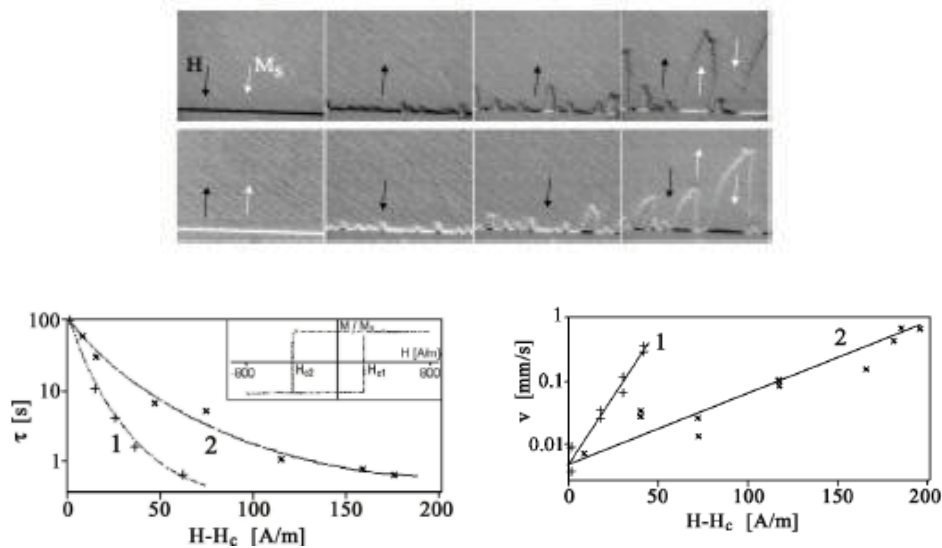 H M_s
100
10
1
τ [s]
M / M_s
H [A/m]
-800 H_c2 H_c1 800
1 2
0 50 100 150 200
H-H_c [A/m]
1
0.1
0.01
v [mm/s]
1 2
0 50 100 150 200
H-H_c [A/m]